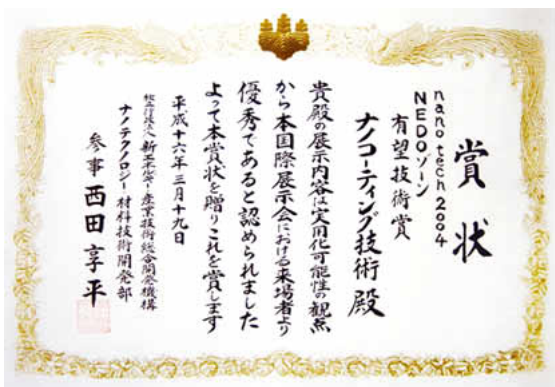 賞状
nano tech 2004
NEDOゾーン
有望技術賞
ナノコーティング技術 殿
貴殿の展示内容は実用化可能性の観点
から本国際展示会における来場者より
優秀であると認められました
よって本賞状を贈りこれを賞します
平成十六年三月十九日
独立行政法人 新エネルギー・産業技術総合開発機構
ナノテクノロジー・材料技術開発部
参事 西田亨平